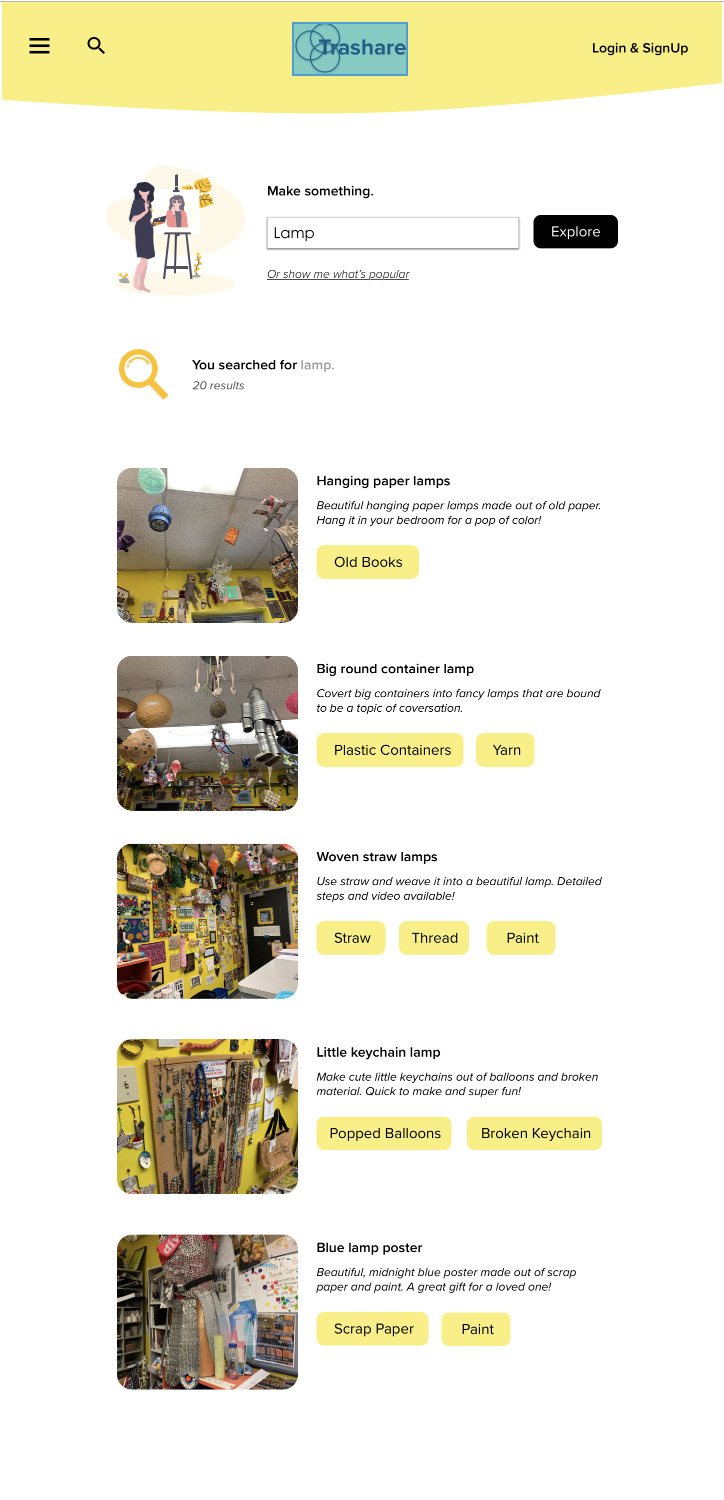 Trashare
Login & SignUp
Make something.
Lamp
Explore
Or show me what's popular
You searched for lamp.
20 results
Hanging paper lamps
Beautiful hanging paper lamps made out of old paper.
Hang it in your bedroom for a pop of color!
Old Books
Big round container lamp
Covert big containers into fancy lamps that are bound
to be a topic of coversation.
Plastic Containers
Yarn
Woven straw lamps
Use straw and weave it into a beautiful lamp. Detailed
steps and video available!
Straw
Thread
Paint
Little keychain lamp
Make cute little keychains out of balloons and broken
material. Quick to make and super fun!
Popped Balloons
Broken Keychain
Blue lamp poster
Beautiful, midnight blue poster made out of scrap
paper and paint. A great gift for a loved one!
Scrap Paper
Paint